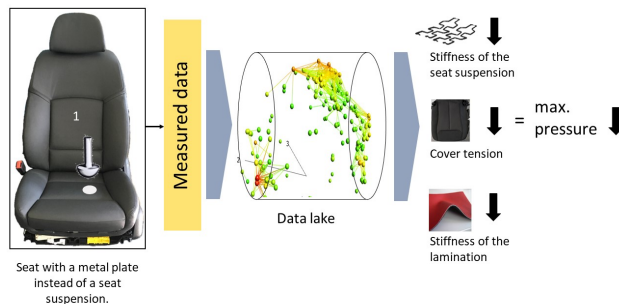 1
Seat with a metal plate
instead of a seat
suspension.
Measured data
2
3
Data lake
Stiffness of the
seat suspension
Cover tension
= max.
pressure
Stiffness of the
lamination